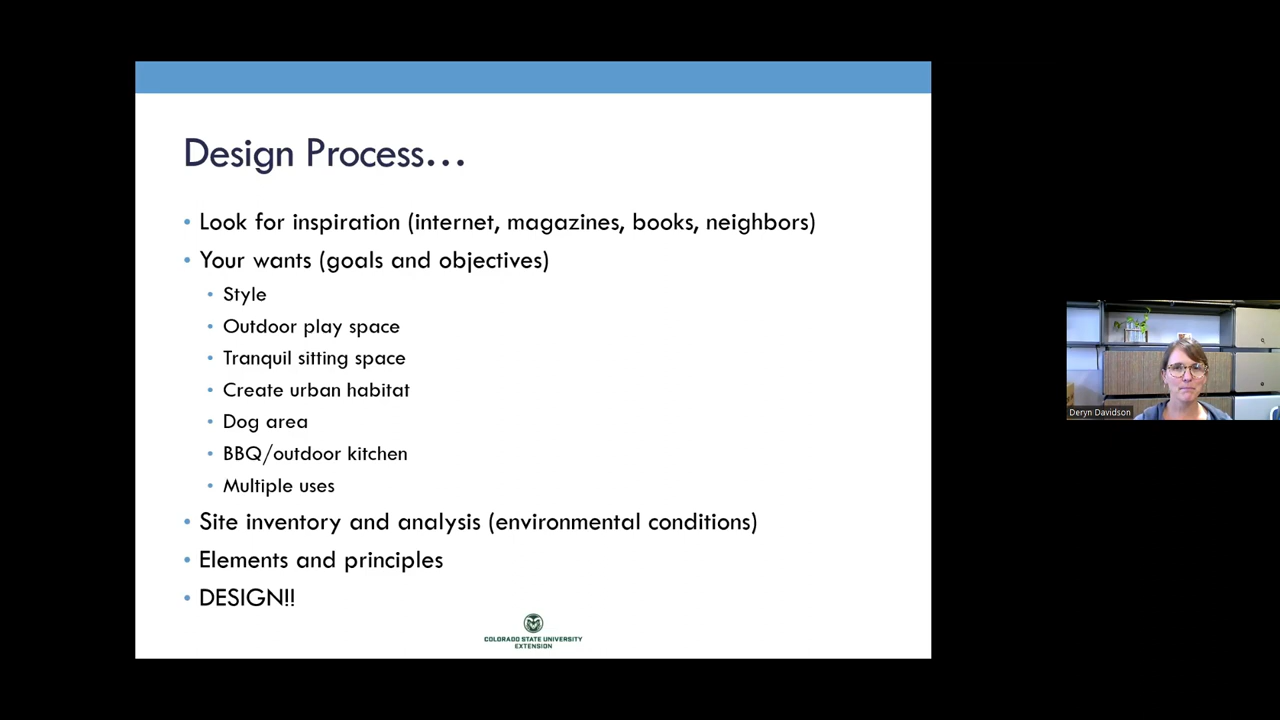 Design Process…
• Look for inspiration (internet, magazines, books, neighbors)
• Your wants (goals and objectives)
• Style
• Outdoor play space
• Tranquil sitting space
• Create urban habitat
• Dog area
• BBQ/outdoor kitchen
• Multiple uses
• Site inventory and analysis (environmental conditions)
• Elements and principles
• DESIGN!!
COLORADO STATE UNIVERSITY
EXTENSION
Deryn Davidson